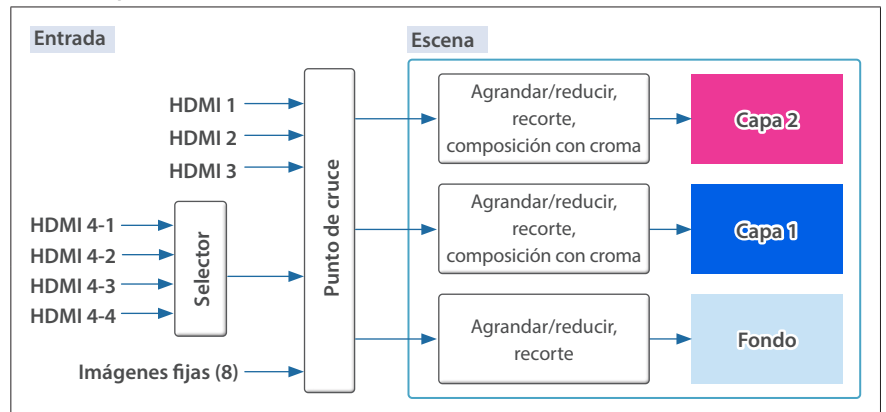 Entrada
Escena
HDMI 1
HDMI 2
HDMI 3
HDMI 4-1
HDMI 4-2
HDMI 4-3
HDMI 4-4
Selector
Imágenes fijas (8)
Punto de cruce
Agrandar/reducir,
recorte,
composición con croma
Capa 2
Agrandar/reducir,
recorte,
composición con croma
Capa 1
Agrandar/reducir,
recorte
Fondo